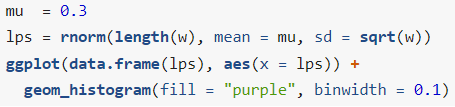 mu  = 0.3
lps = rnorm(length(w), mean = mu, sd = sqrt(w))
ggplot(data.frame(lps), aes(x = lps)) +
  geom_histogram(fill = "purple", binwidth = 0.1)